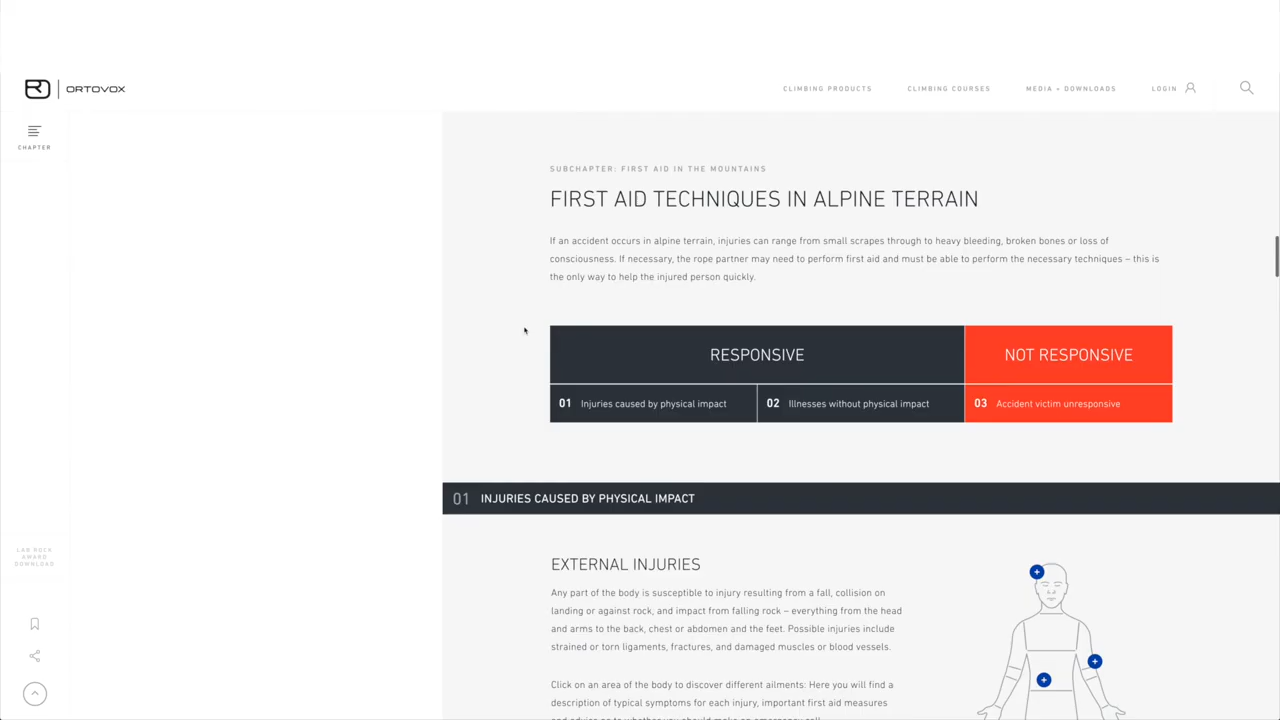 ORTOVOX
CLIMBING PRODUCTS
CLIMBING COURSES
MEDIA + DOWNLOADS
LOGIN
CHAPTER
SUBCHAPTER: FIRST AID IN THE MOUNTAINS
FIRST AID TECHNIQUES IN ALPINE TERRAIN
If an accident occurs in alpine terrain, injuries can range from small scrapes through to heavy bleeding, broken bones or loss of
consciousness. If necessary, the rope partner may need to perform first aid and must be able to perform the necessary techniques – this is
the only way to help the injured person quickly.
RESPONSIVE
NOT RESPONSIVE
01 Injuries caused by physical impact
02 Illnesses without physical impact
03 Accident victim unresponsive
01 INJURIES CAUSED BY PHYSICAL IMPACT
EXTERNAL INJURIES
Any part of the body is susceptible to injury resulting from a fall, collision on
landing or against rock, and impact from falling rock – everything from the head
and arms to the back, chest or abdomen and the feet. Possible injuries include
strained or torn ligaments, fractures, and damaged muscles or blood vessels.
Click on an area of the body to discover different ailments: Here you will find a
description of typical symptoms for each injury, important first aid measures
LAB ROCK
AWARD
DOWNLOAD